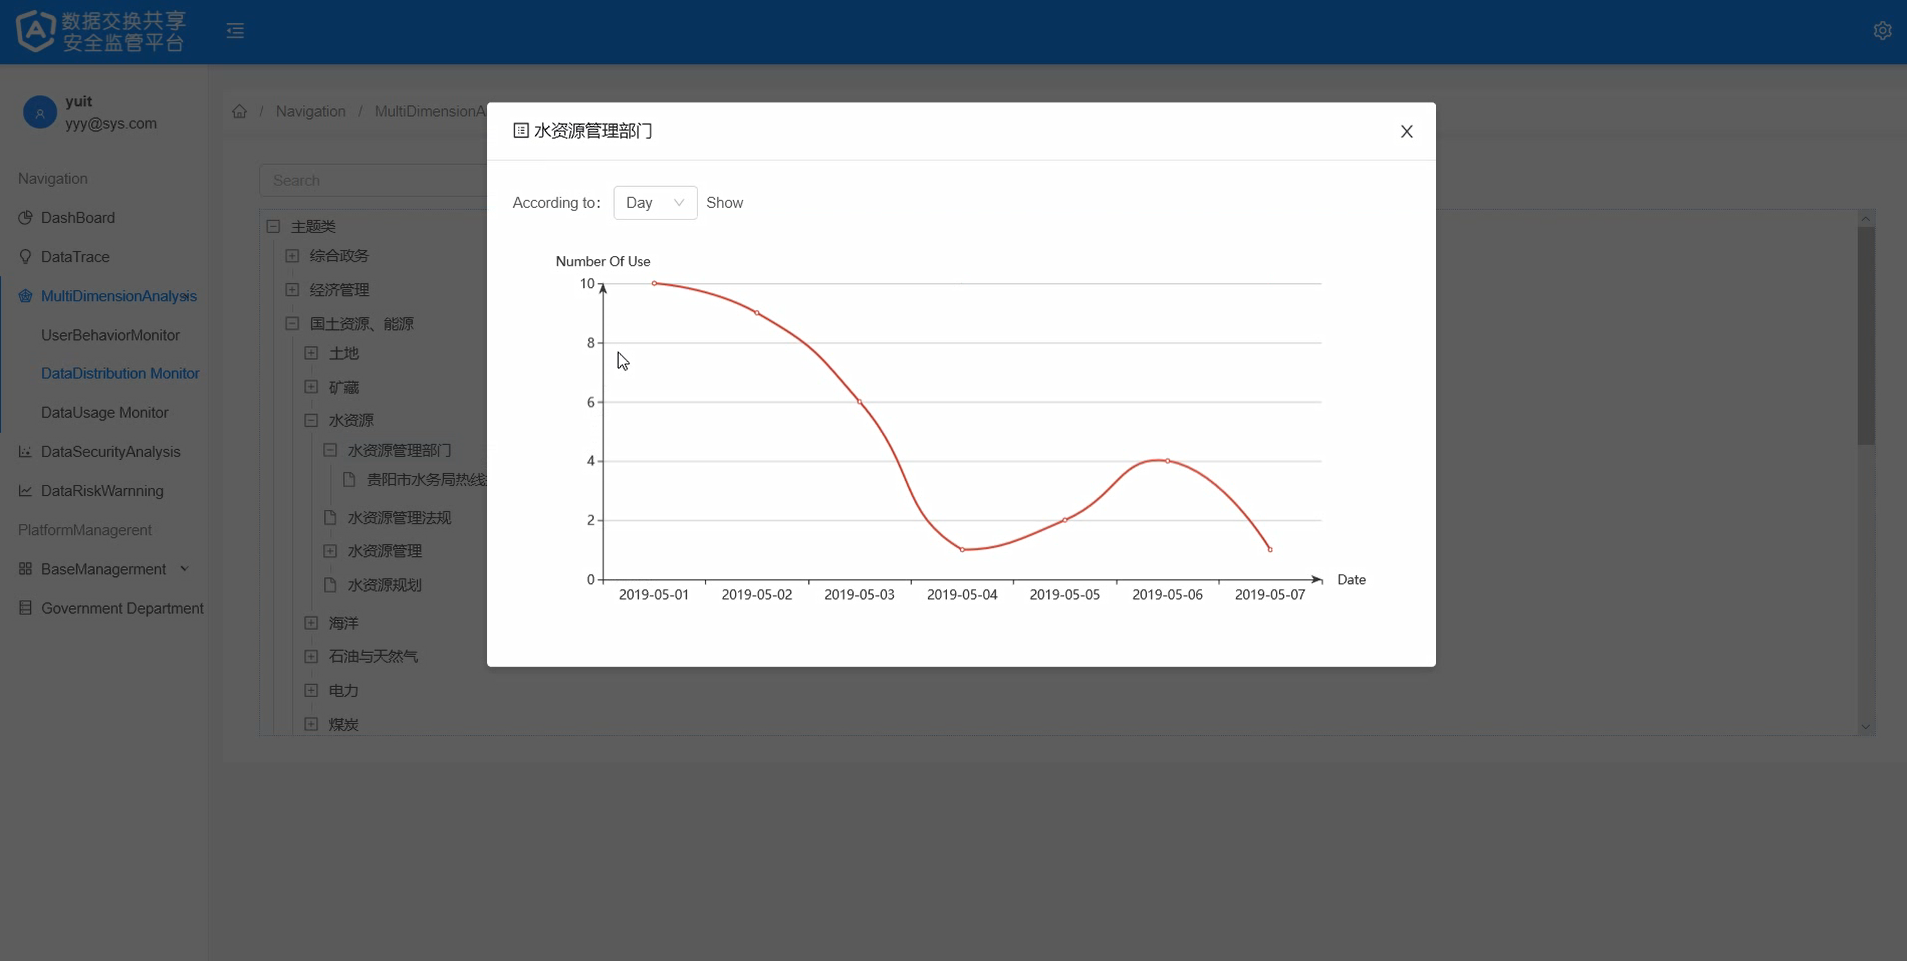 数据交换共享
安全监管平台
yuit
yyy@sys.com
Navigation
DashBoard
DataTrace
MultiDimensionAnalysis
UserBehaviorMonitor
DataDistribution Monitor
DataUsage Monitor
DataSecurityAnalysis
DataRiskWarnning
PlatformManagerent
BaseManagerment
Government Department
/ Navigation / MultiDimensionA
Search
主题类
综合政务
经济管理
国土资源、能源
土地
矿藏
水资源
水资源管理部门
贵阳市水务局热线
水资源管理法规
水资源管理
水资源规划
海洋
石油与天然气
电力
煤炭
水资源管理部门
According to: Day Show
Number Of Use
10
8
6
4
2
0
Date
2019-05-01 2019-05-02 2019-05-03 2019-05-04 2019-05-05 2019-05-06 2019-05-07